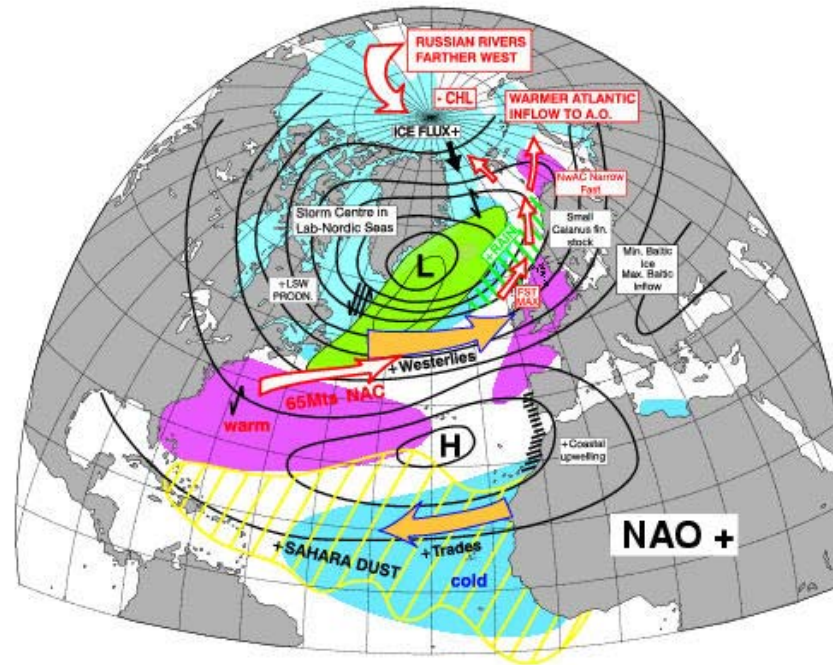 RUSSIAN RIVERS
FARTHER WEST
- CHL
WARMER ATLANTIC
INFLOW TO A.O.
ICE FLUX+
NwAC Narrow
Fast
Storm Centre in
Lab-Nordic Seas
Small
Calanus fin.
stock
+RAIN
Min. Baltic
ice
Max. Baltic
Inflow
L
+LSW
PRODN.
FST
MAX
+Westerlies
65Mts NAC
warm
H
+Coastal
upwelling
NAO +
+SAHARA DUST
+Trades
cold